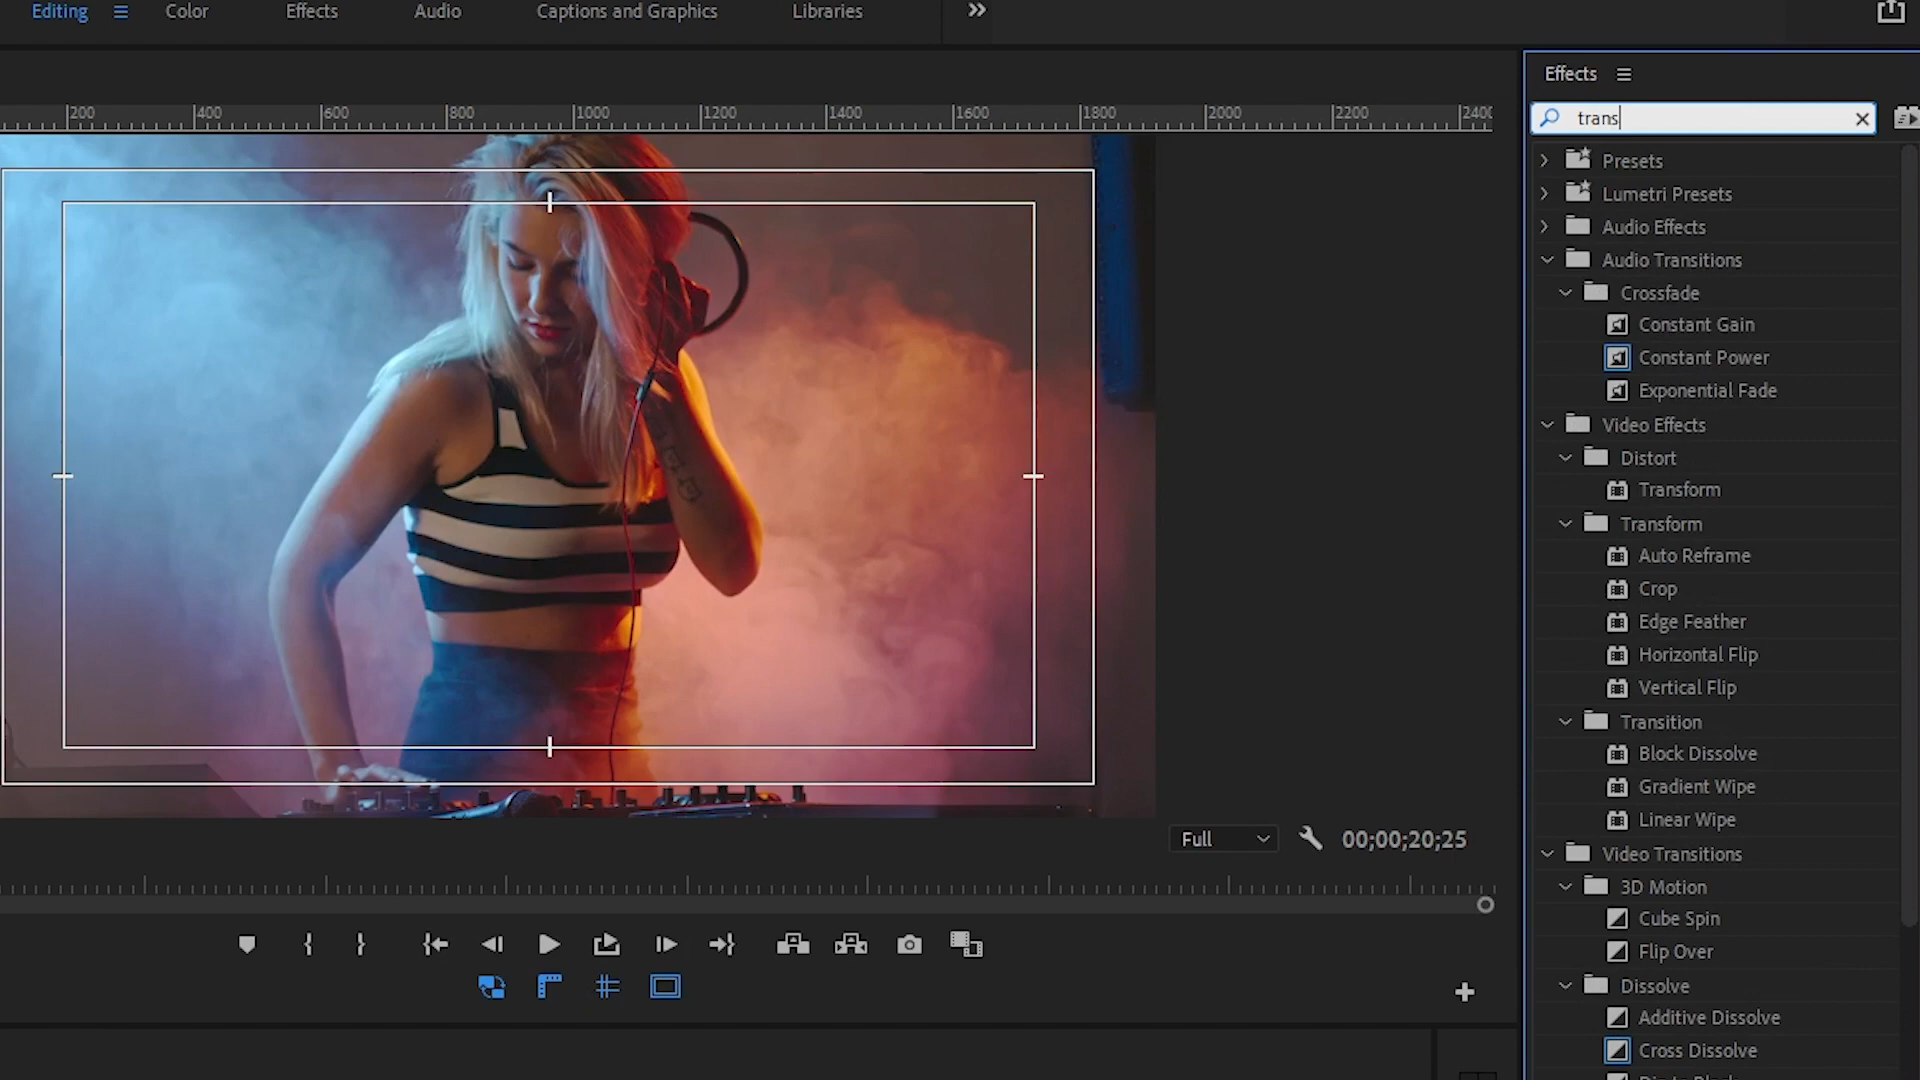 Editing Color Effects Audio Captions and Graphics Libraries
Effects
200 400 600 800 1000 1200 1400 1600 1800 2000 2200 2400
trans
Presets
Lumetri Presets
Audio Effects
Audio Transitions
Crossfade
Constant Gain
Constant Power
Exponential Fade
Video Effects
Distort
Transform
Transform
Auto Reframe
Crop
Edge Feather
Horizontal Flip
Vertical Flip
Transition
Block Dissolve
Gradient Wipe
Linear Wipe
Full 00;00;20;25
Video Transitions
3D Motion
Cube Spin
Flip Over
Dissolve
Additive Dissolve
Cross Dissolve